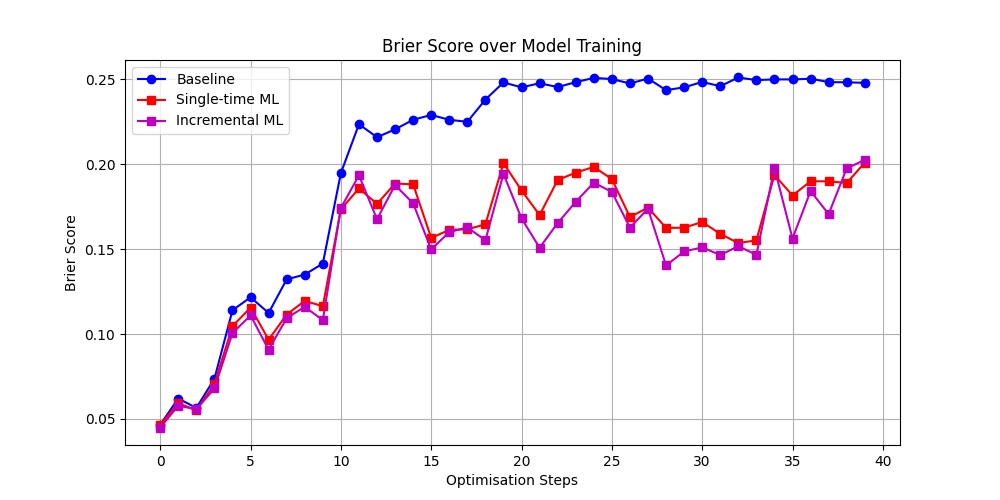 Brier Score over Model Training
Baseline
Single-time ML
Incremental ML
Brier Score
0.25
0.20
0.15
0.10
0.05
0 5 10 15 20 25 30 35 40
Optimisation Steps